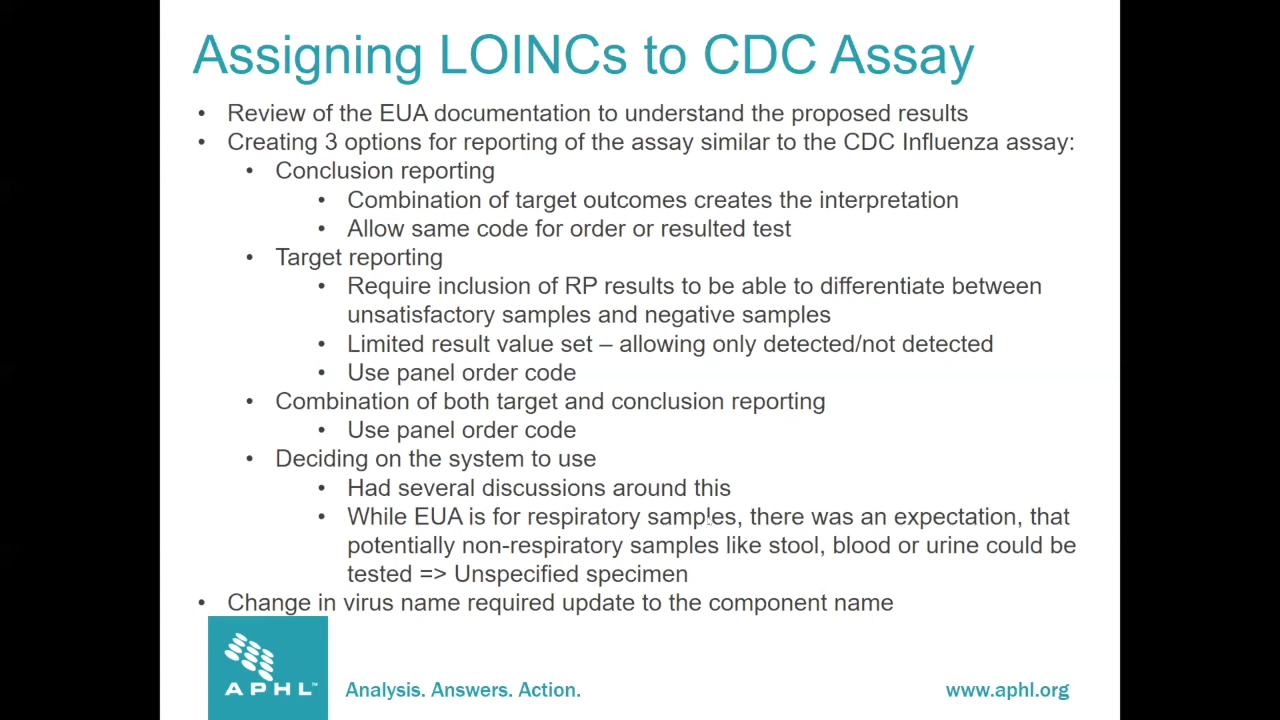 Assigning LOINCs to CDC Assay
• Review of the EUA documentation to understand the proposed results
• Creating 3 options for reporting of the assay similar to the CDC Influenza assay:
• Conclusion reporting
• Combination of target outcomes creates the interpretation
• Allow same code for order or resulted test
• Target reporting
• Require inclusion of RP results to be able to differentiate between
unsatisfactory samples and negative samples
• Limited result value set – allowing only detected/not detected
• Use panel order code
• Combination of both target and conclusion reporting
• Use panel order code
• Deciding on the system to use
• Had several discussions around this
• While EUA is for respiratory samples, there was an expectation, that
potentially non-respiratory samples like stool, blood or urine could be
tested => Unspecified specimen
• Change in virus name required update to the component name
APHL™
Analysis. Answers. Action.
www.aphl.org